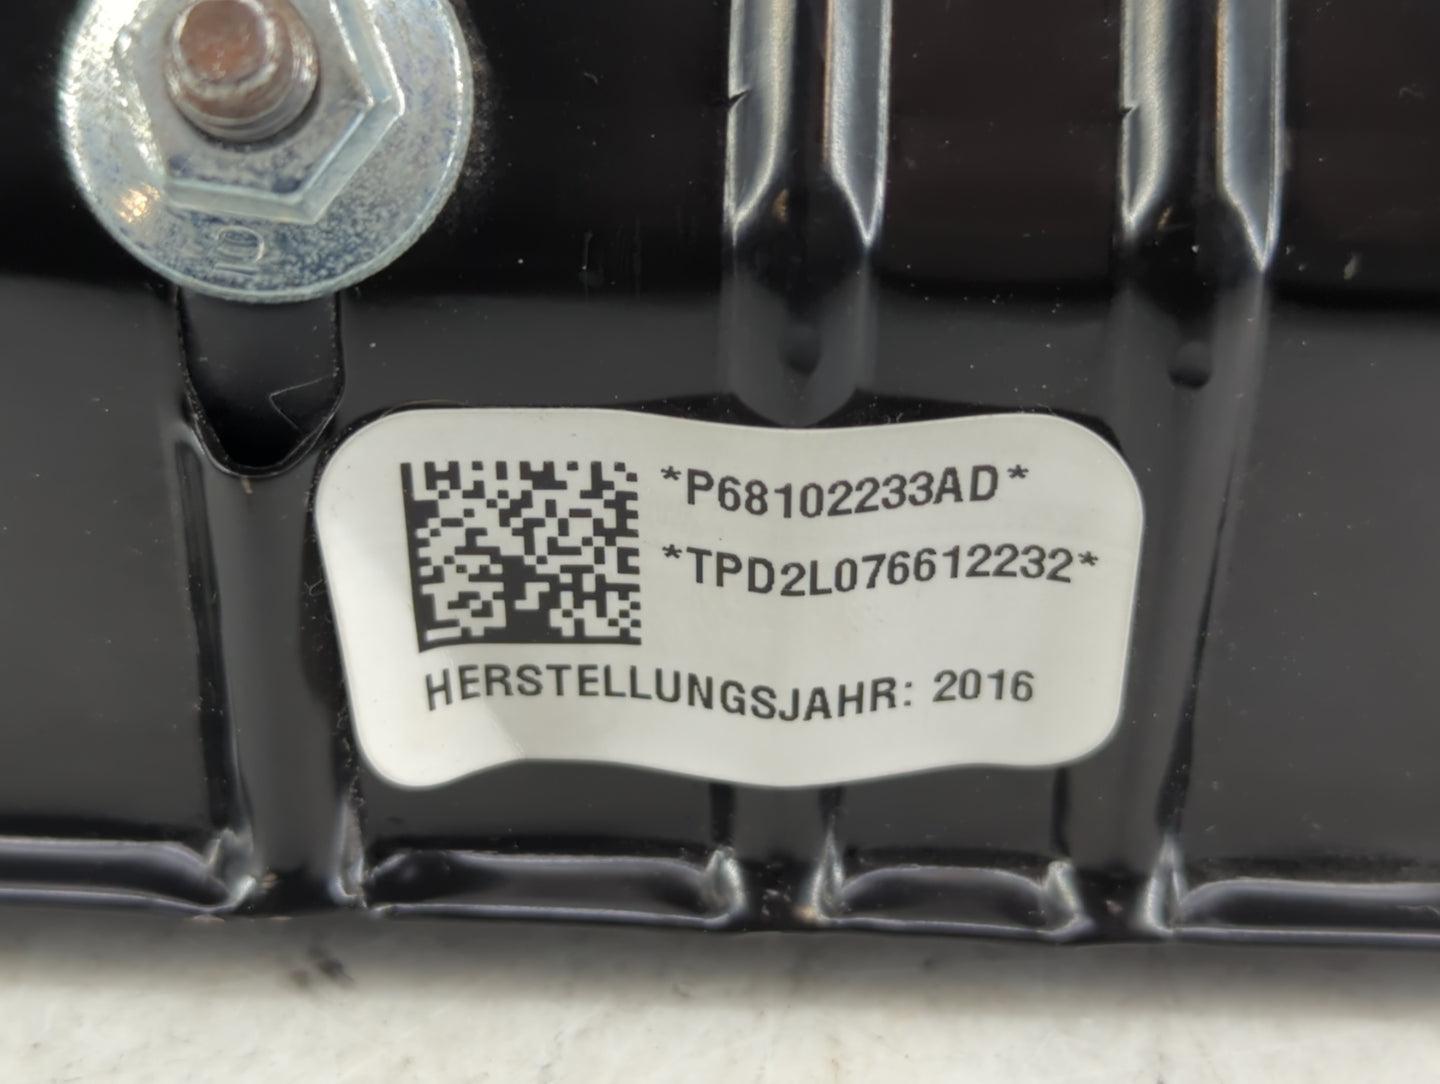 *P68102233AD*
*TPD2L076612232*
HERSTELLUNGSJAHR: 2016